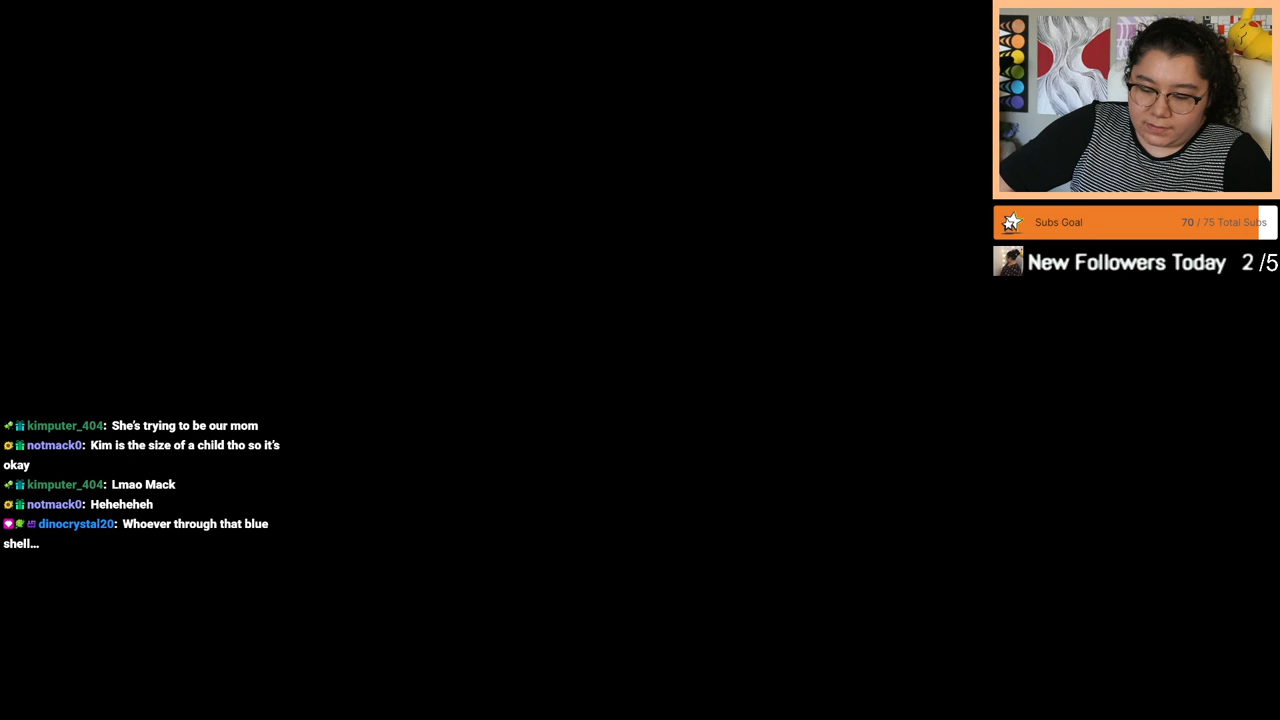 Subs Goal 70 / 75 Total Subs
New Followers Today 2 /5
kimputer_404: She's trying to be our mom
notmack0: Kim is the size of a child tho so it's
okay
kimputer_404: Lmao Mack
notmack0: Heheheheh
dinocrystal20: Whoever through that blue
shell...